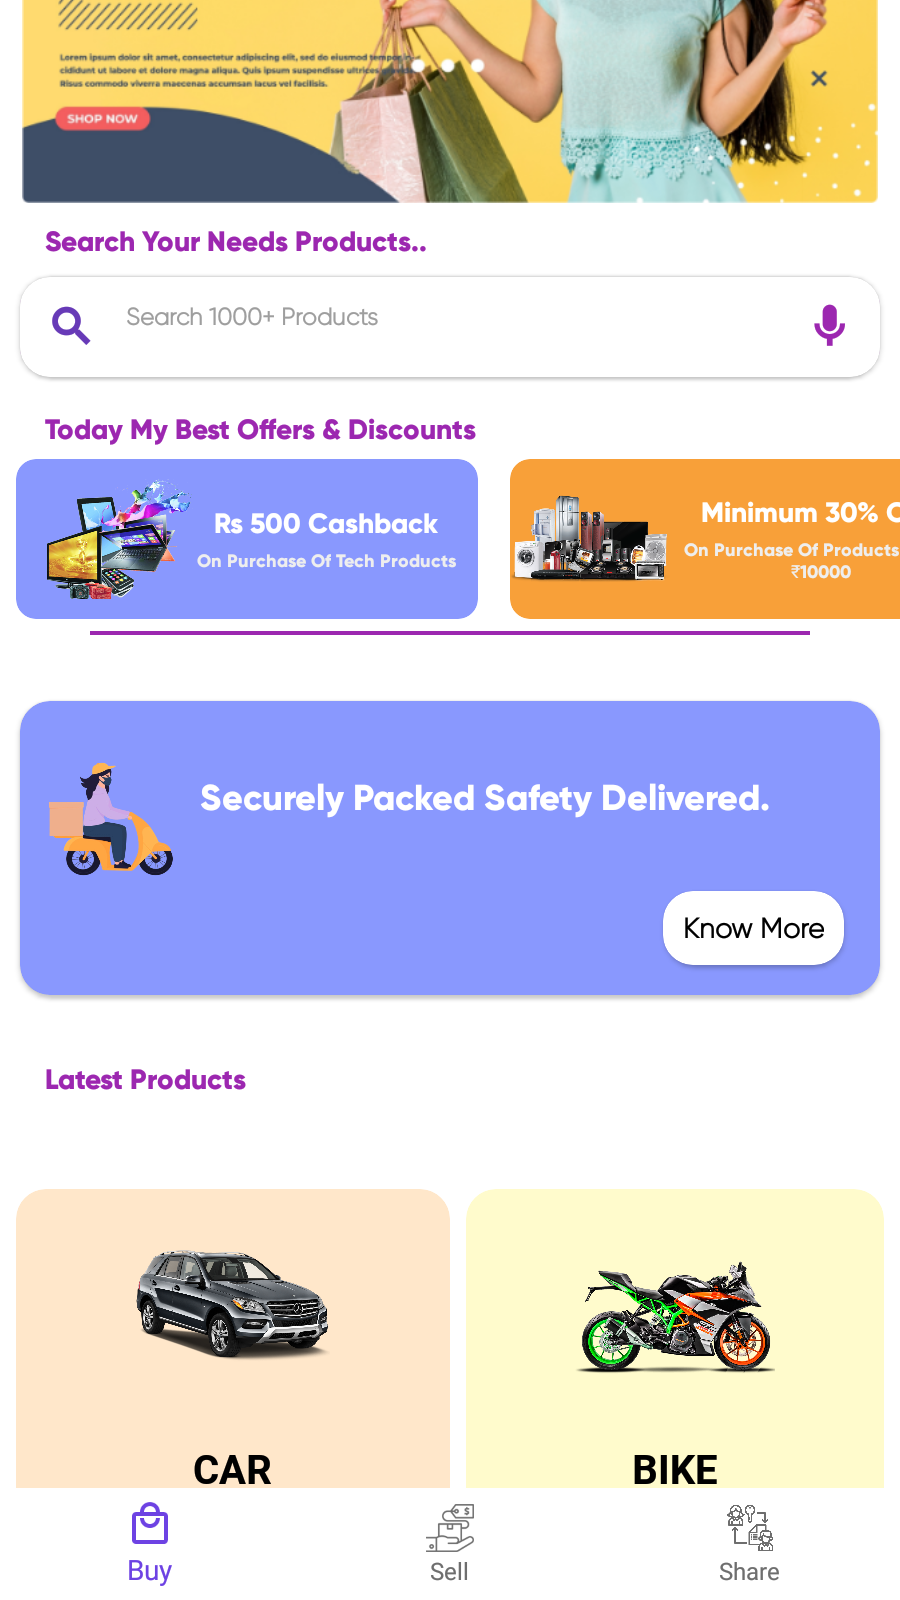 Lorem ipsum dolor sit amet, consectetur adipiscing elit, sed do eiusmod tempor
cididunt ut labore et dolore magna aliqua. Quis ipsum suspendisse ultrices
Risus commodo viverra maecenas accumsan lacus vel facilisis.
SHOP NOW
Search Your Needs Products..
Search 1000+ Products
Today My Best Offers & Discounts
Rs 500 Cashback
On Purchase Of Tech Products
Minimum 30%
On Purchase Of Products
₹10000
Securely Packed Safety Delivered.
Know More
Latest Products
CAR
BIKE
Buy
Sell
Share